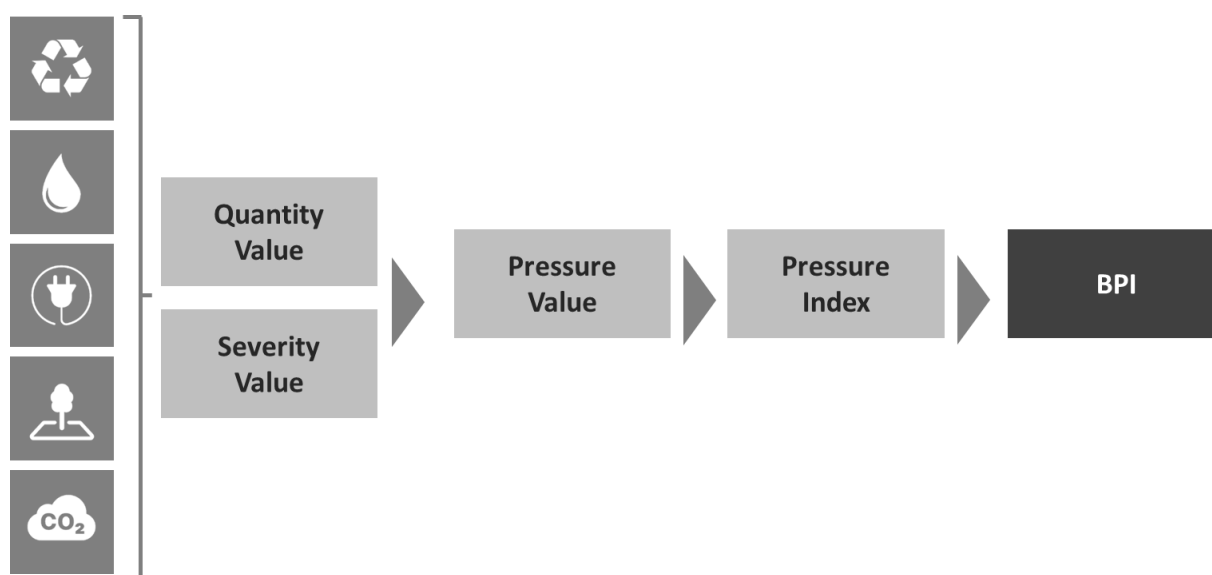 Quantity
Value
Severity
Value
Pressure
Value
Pressure
Index
BPI
CO₂